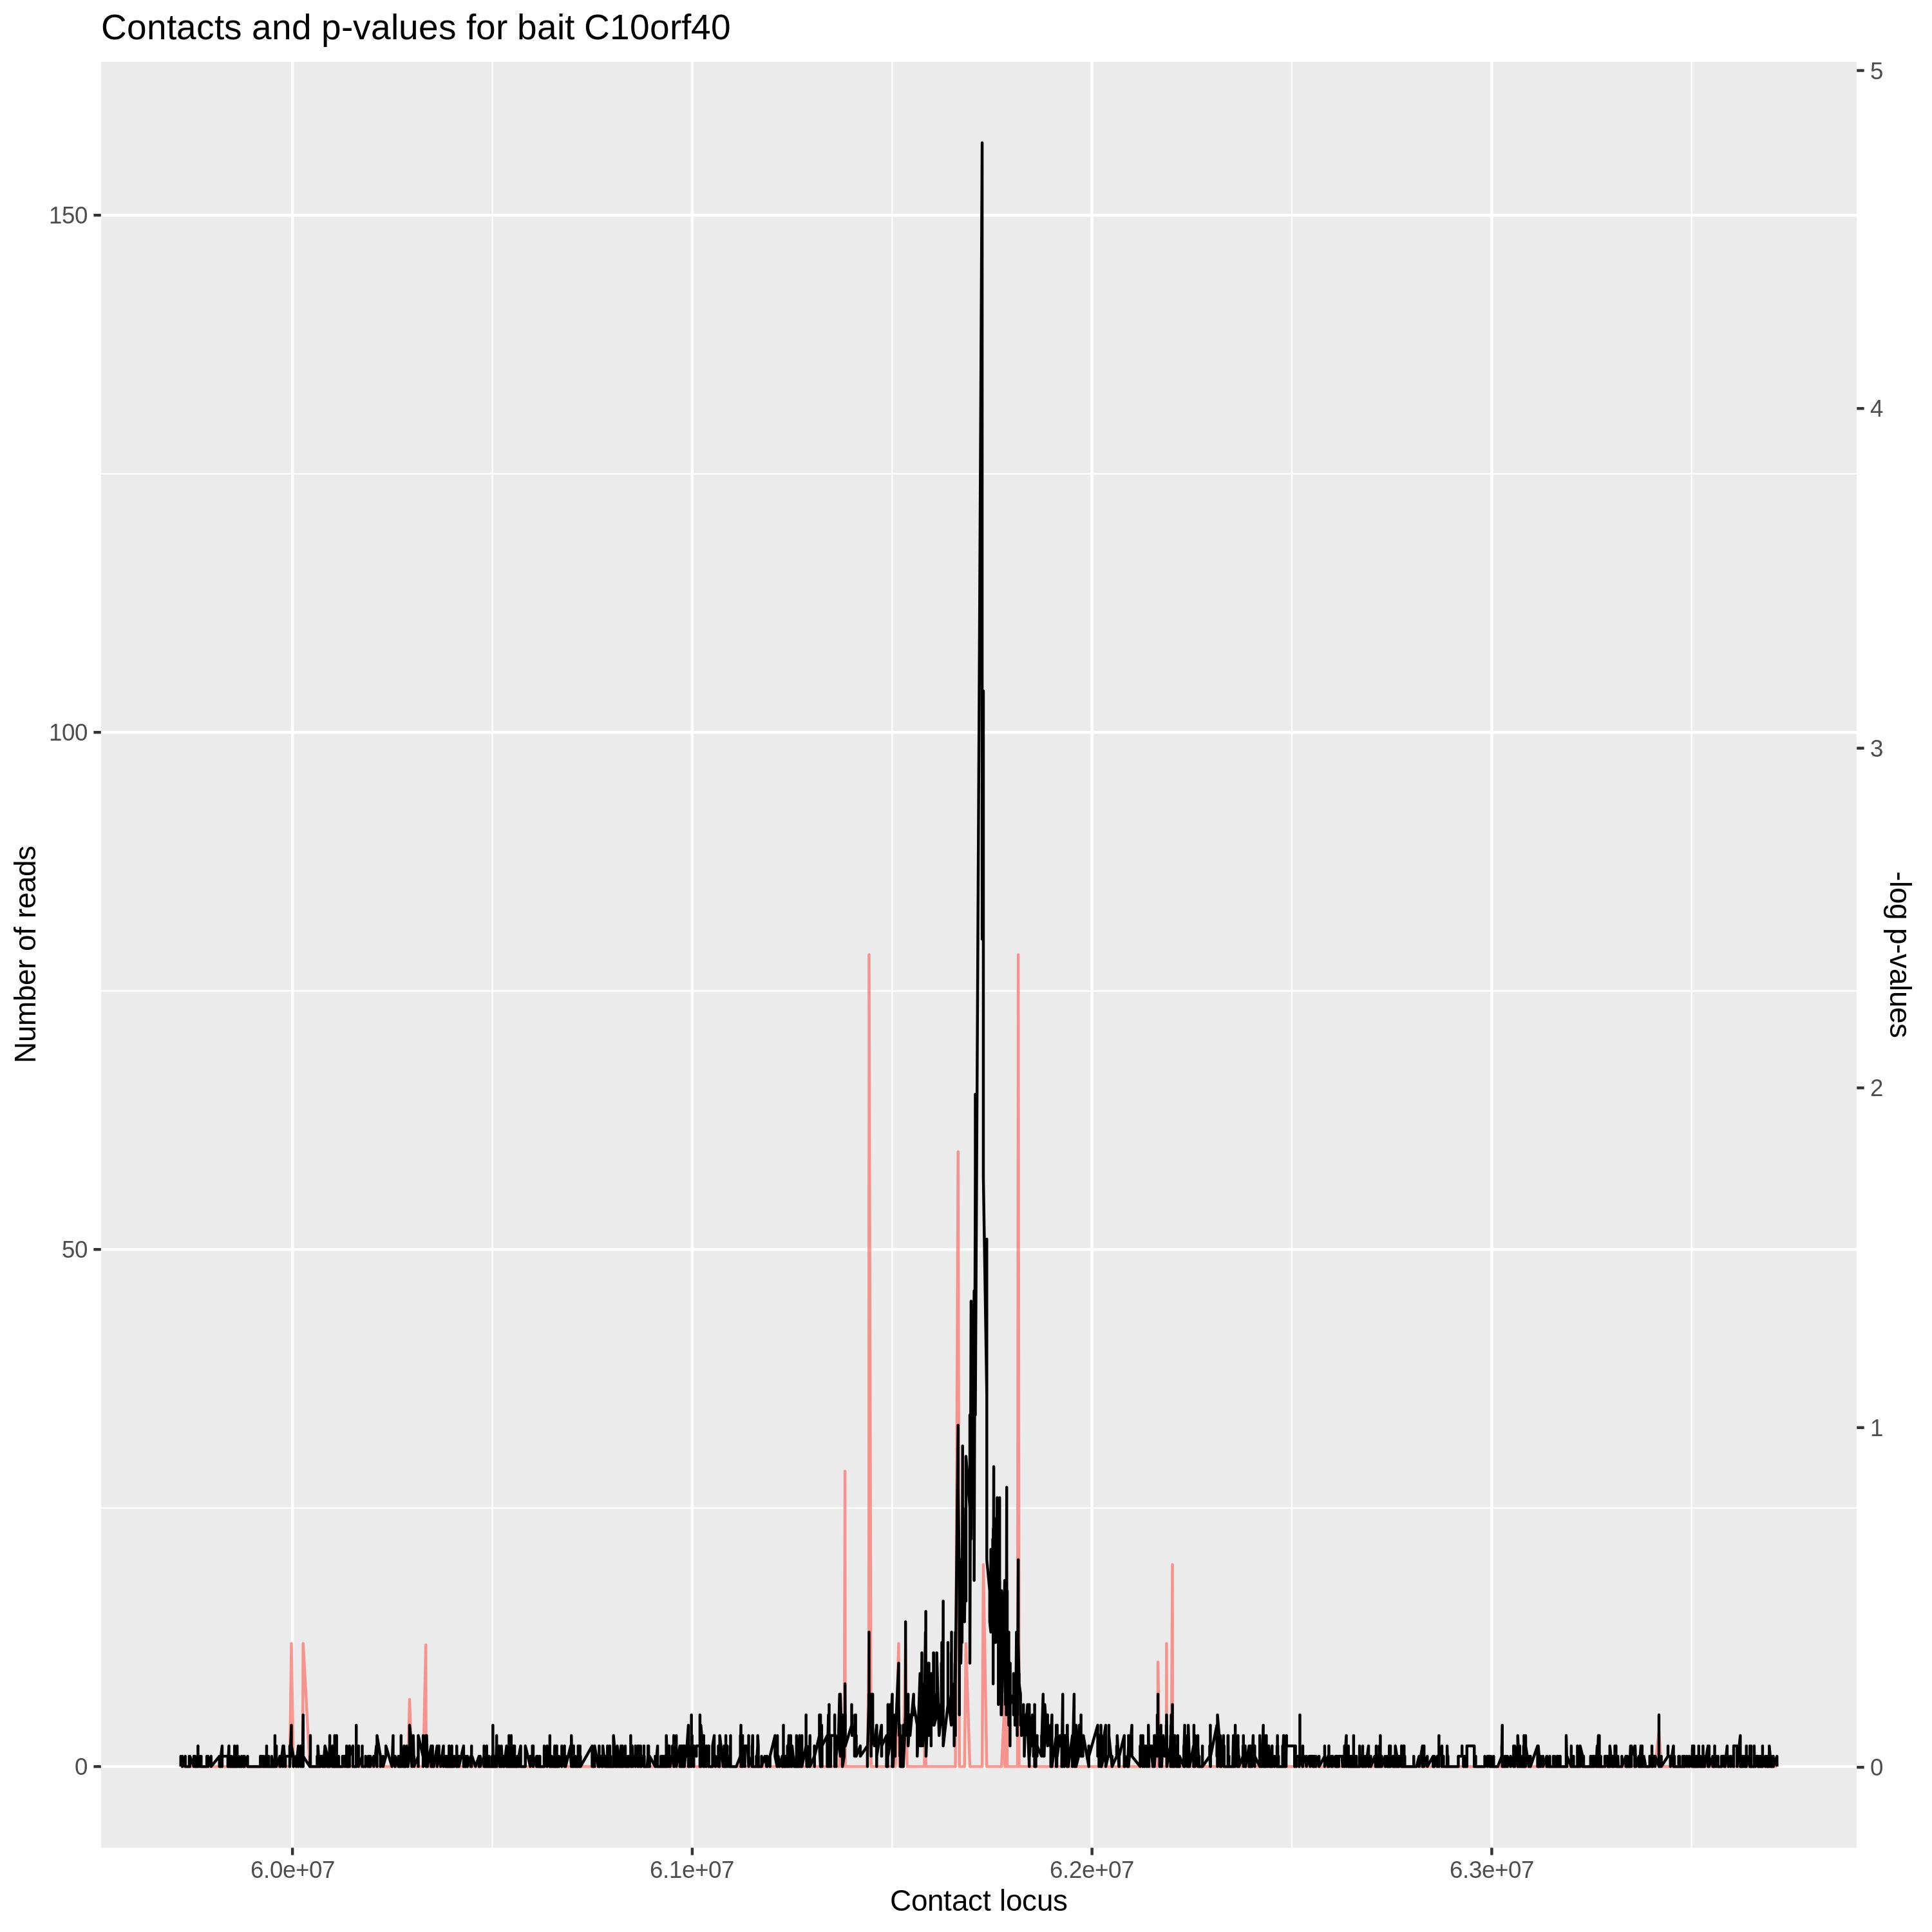 Contacts and p-values for bait C10orf40
Number of reads
150
100
50
0
5
4
3
2
1
0
-log p-values
6.0e+07
6.1e+07
6.2e+07
6.3e+07
Contact locus